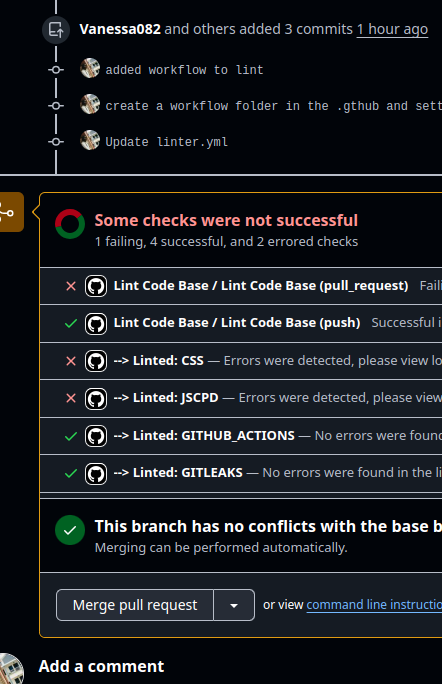 Vanessa082 and others added 3 commits 1 hour ago
added workflow to lint
create a workflow folder in the .gthub and sett
Update linter.yml
Some checks were not successful
1 failing, 4 successful, and 2 errored checks
Lint Code Base / Lint Code Base (pull_request) Faili
Lint Code Base / Lint Code Base (push) Successful i
--> Linted: CSS — Errors were detected, please view lo
--> Linted: JSCPD — Errors were detected, please view
--> Linted: GITHUB_ACTIONS — No errors were found
--> Linted: GITLEAKS — No errors were found in the li
This branch has no conflicts with the base b
Merging can be performed automatically.
Merge pull request or view command line instructio
Add a comment